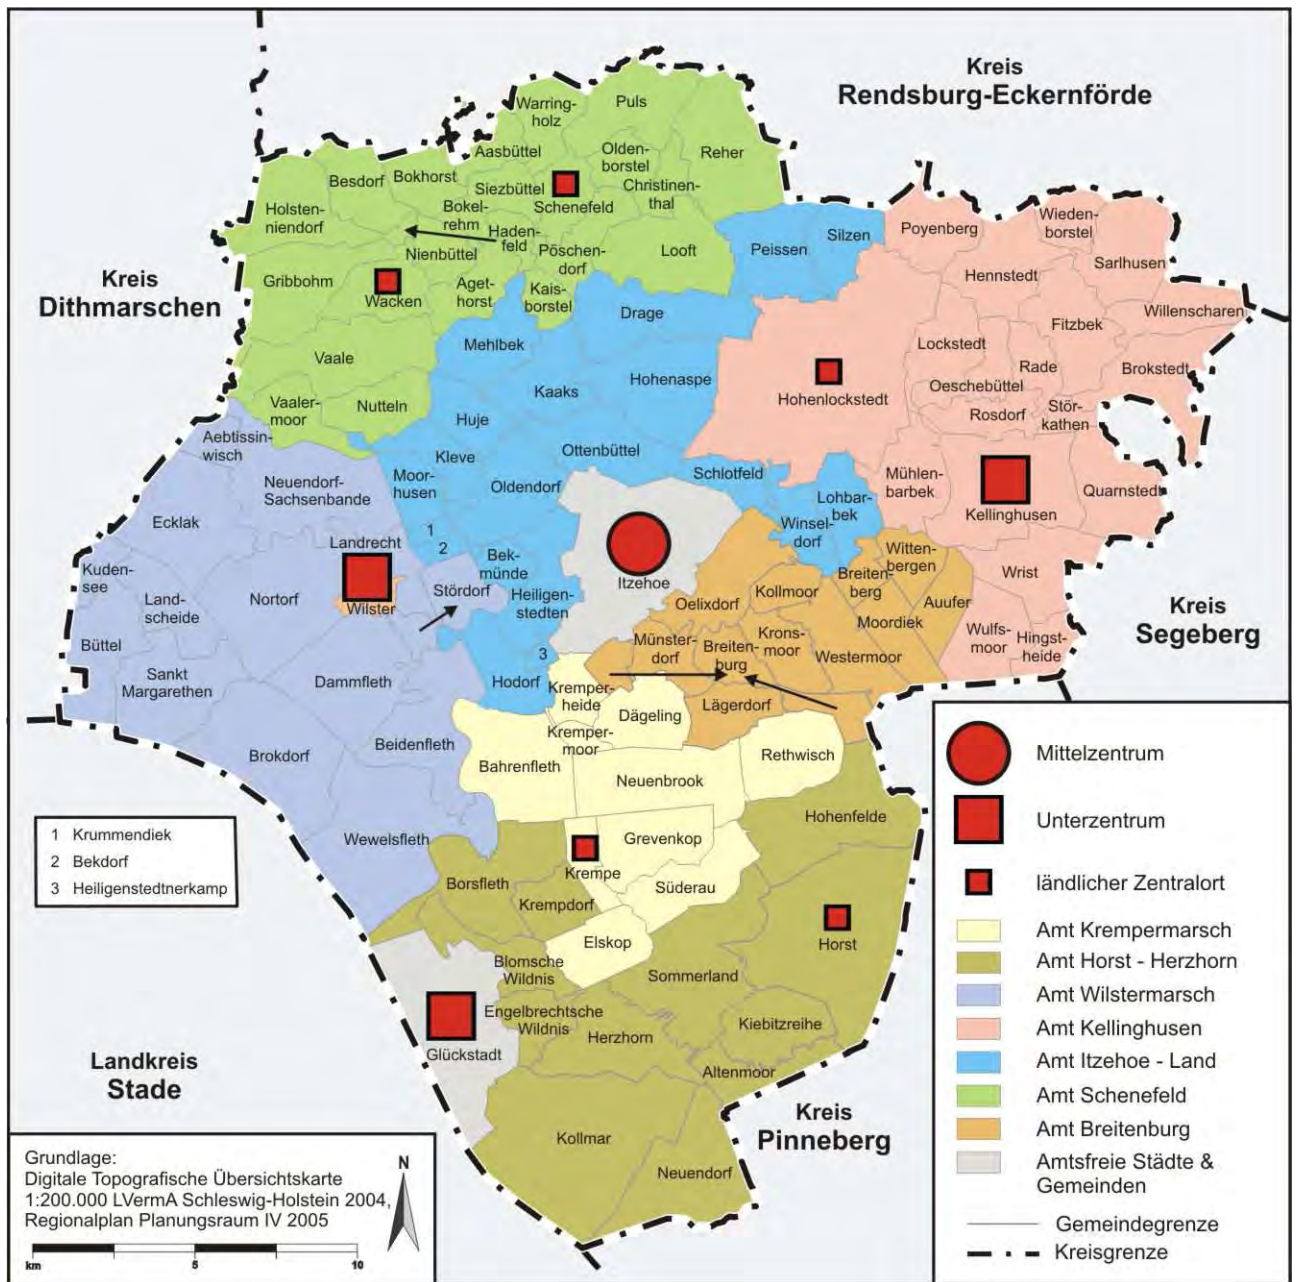 Kreis
Rendsburg-Eckernförde
Kreis
Dithmarschen
Kreis
Segeberg
Landkreis
Stade
Kreis
Pinneberg
Warring-
holz
Puls
Aasbüttel
Olden-
borstel
Reher
Besdorf
Bokhorst
Siezbüttel
Schenefeld
Christinen-
thal
Holsten-
niendorf
Bokel-
rehm
Haden-
feld
Nienbüttel
Pöschen-
dorf
Looft
Gribbohm
Wacken
Aget-
horst
Kais-
borstel
Vaale
Vaaler-
moor
Nutteln
Peissen
Silzen
Drage
Mehlbek
Kaaks
Hohenaspe
Huje
Kleve
Ottenbüttel
Moor-
husen
Oldendorf
Schlotfeld
Lohbar-
bek
Winsel-
dorf
1
2
Bek-
münde
Heiligen-
stedten
3
Hodorf
Itzehoe
Poyenberg
Wieden-
borstel
Sarlhusen
Hennstedt
Willenscharen
Fitzbek
Lockstedt
Rade
Brokstedt
Hohenlockstedt
Oeschebüttel
Rosdorf
Stör-
kathen
Mühlen-
barbek
Kellinghusen
Quarnstedt
Wrist
Wulfs-
moor
Hingst-
heide
Aebtissin-
wisch
Neuendorf-
Sachsenbande
Ecklak
Landrecht
Kuden-
see
Land-
scheide
Nortorf
Wilster
Stördorf
Büttel
Sankt
Margarethen
Dammfleth
Brokdorf
Beidenfleth
Wewelsfleth
Witten-
bergen
Breiten-
berg
Oelixdorf
Kollmoor
Auufer
Moordiek
Münster-
dorf
Breiten-
burg
Krons-
moor
Westermoor
Lägerdorf
Kremper-
heide
Dägeling
Kremper-
moor
Rethwisch
Bahrenfleth
Neuenbrook
Grevenkop
Krempe
Süderau
Elskop
Hohenfelde
Borsfleth
Krempdorf
Horst
Blomsche
Wildnis
Sommerland
Engelbrechtsche
Wildnis
Herzhorn
Kiebitzreihe
Glückstadt
Altenmoor
Kollmar
Neuendorf
1 Krummendiek
2 Bekdorf
3 Heiligenstedtnerkamp
Mittelzentrum
Unterzentrum
ländlicher Zentralort
Amt Krempermarsch
Amt Horst - Herzhorn
Amt Wilstermarsch
Amt Kellinghusen
Amt Itzehoe - Land
Amt Schenefeld
Amt Breitenburg
Amtsfreie Städte &
Gemeinden
Gemeindegrenze
Kreisgrenze
Grundlage:
Digitale Topografische Übersichtskarte
1:200.000 LVermA Schleswig-Holstein 2004,
Regionalplan Planungsraum IV 2005
N
km 5 10